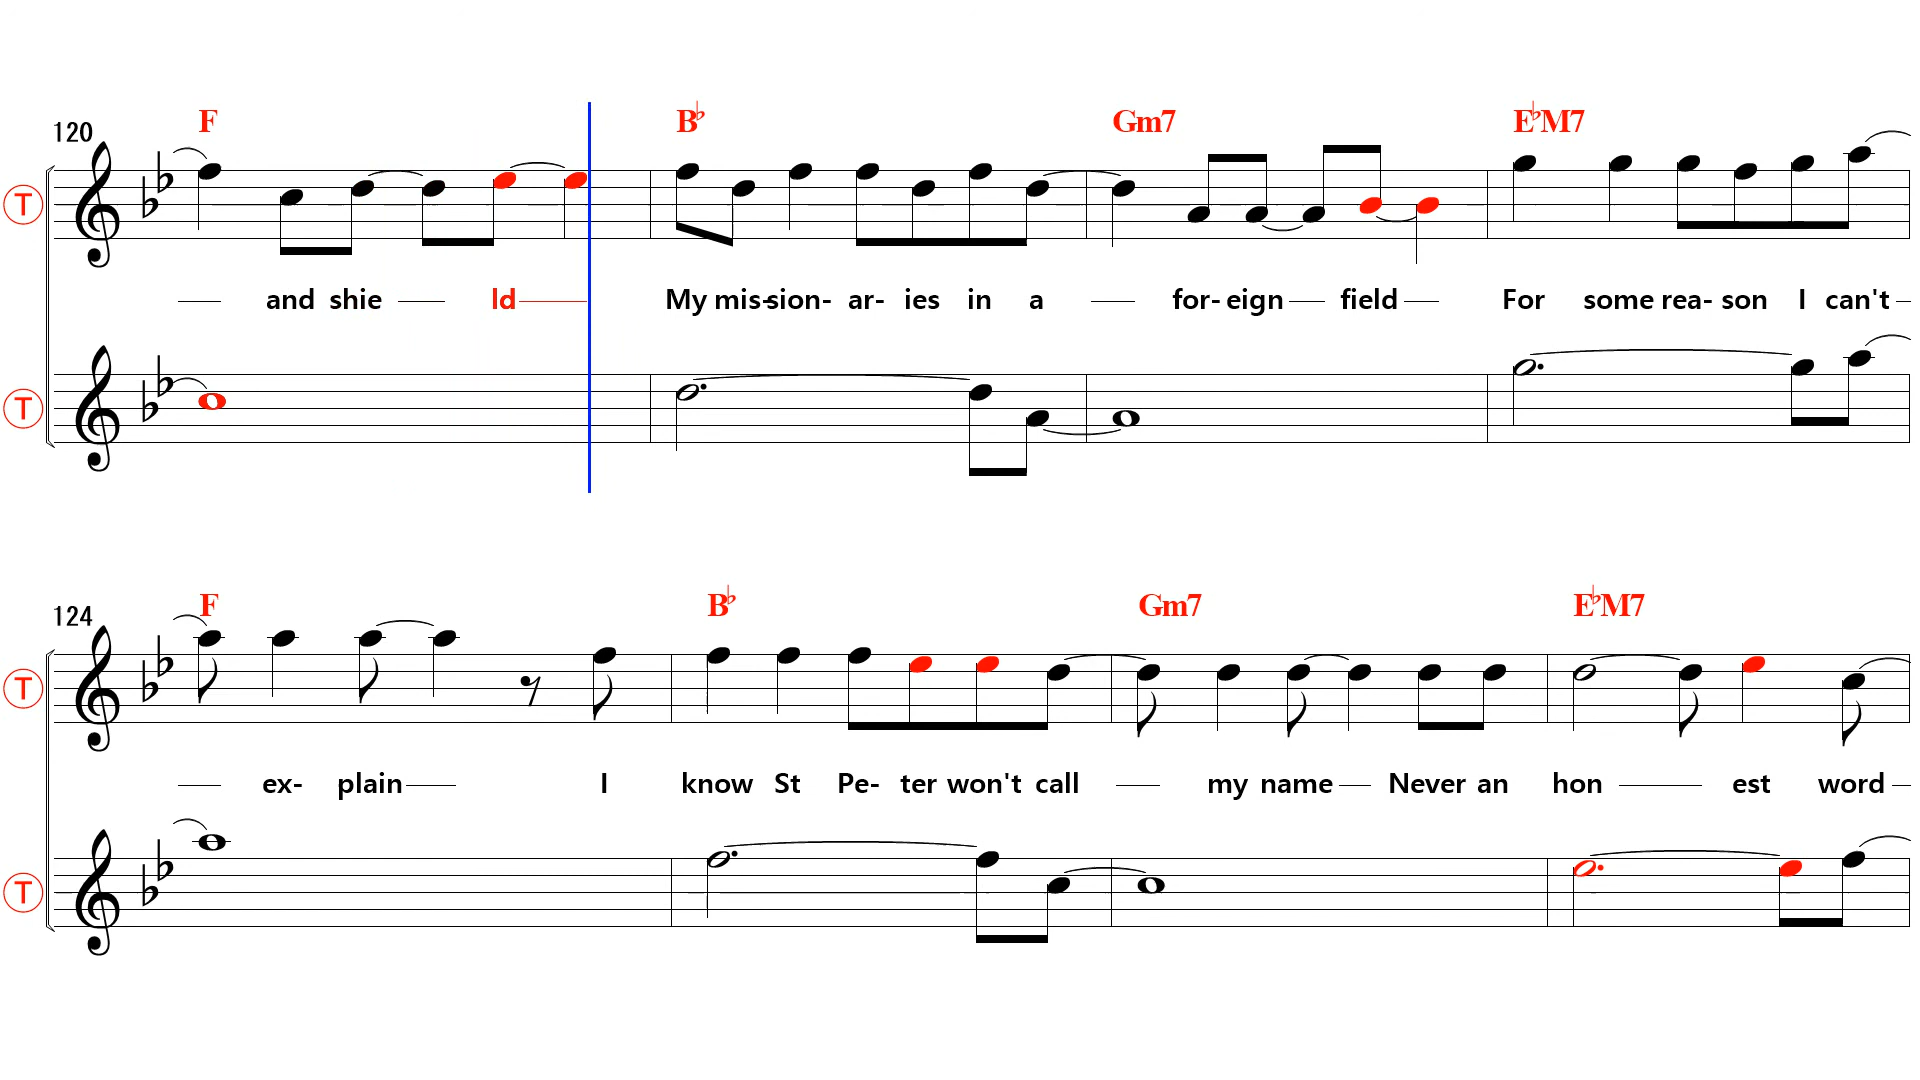 F B♭ Gm7 E♭M7
120
T
and shie ld My mis-sion- ar- ies in a for- eign field For some rea- son I can't
T
F B♭ Gm7 E♭M7
124
T
ex- plain I know St Pe- ter won't call my name Never an hon est word
T